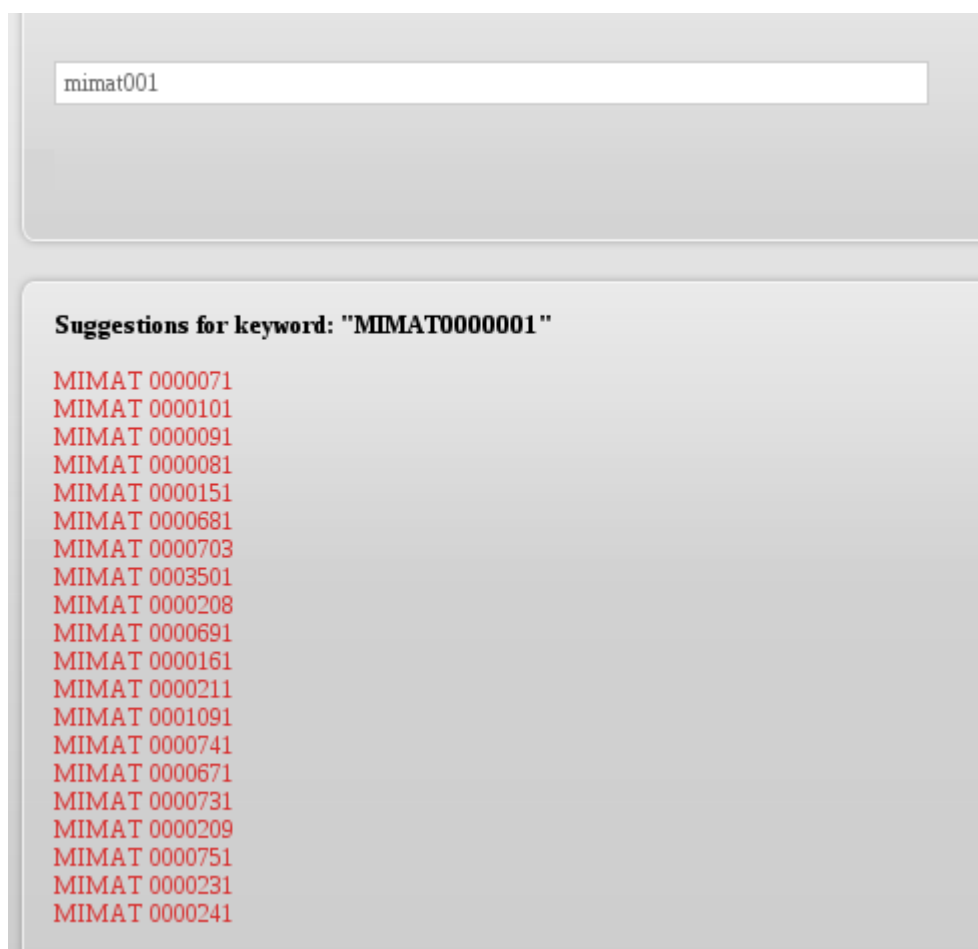 mimat001
Suggestions for keyword: "MIMAT0000001"
MIMAT 0000071
MIMAT 0000101
MIMAT 0000091
MIMAT 0000081
MIMAT 0000151
MIMAT 0000681
MIMAT 0000703
MIMAT 0003501
MIMAT 0000208
MIMAT 0000691
MIMAT 0000161
MIMAT 0000211
MIMAT 0001091
MIMAT 0000741
MIMAT 0000671
MIMAT 0000731
MIMAT 0000209
MIMAT 0000751
MIMAT 0000231
MIMAT 0000241